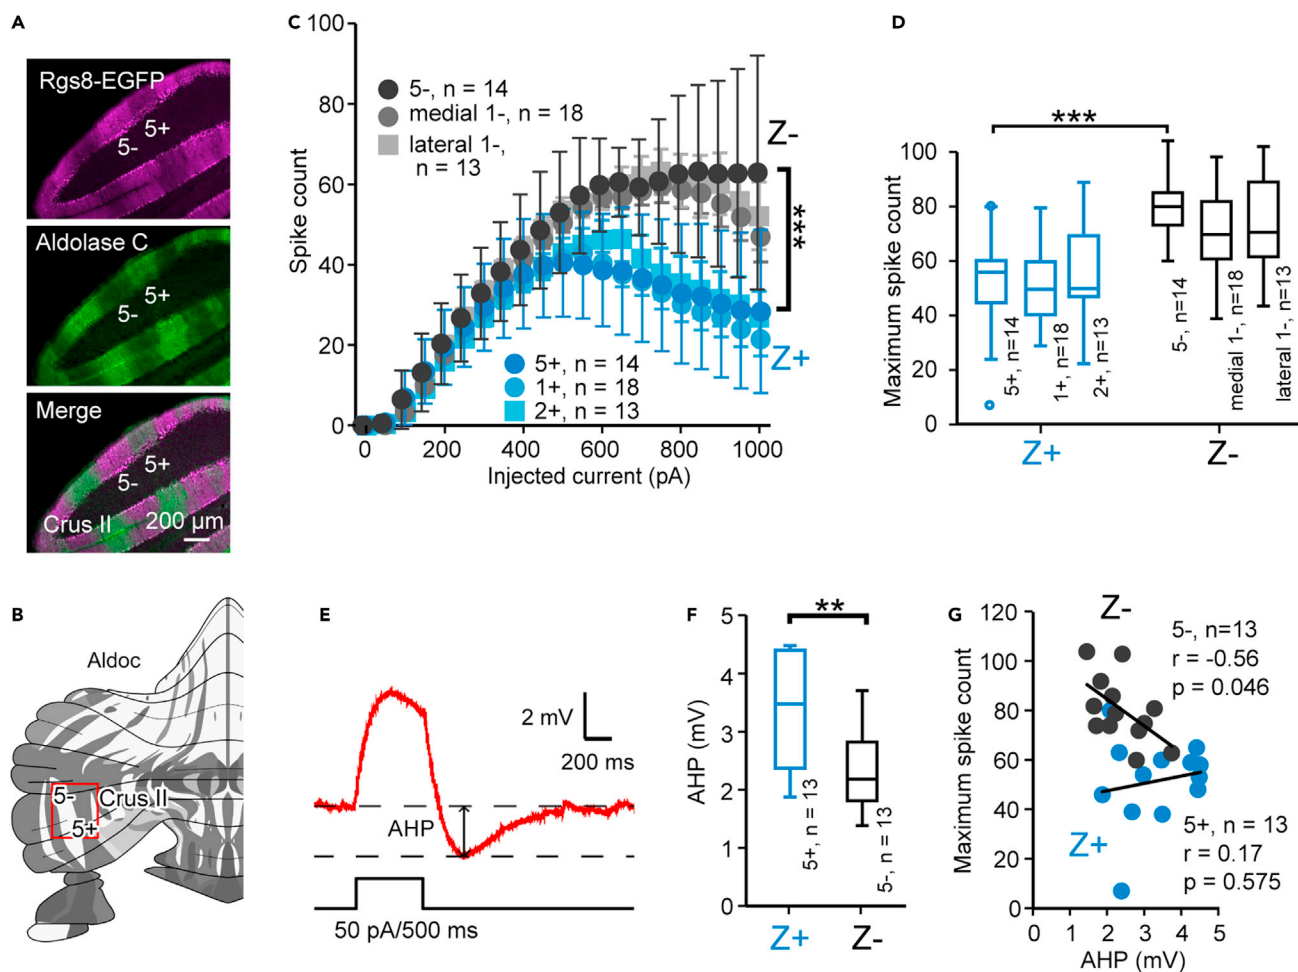 A
Rgs8-EGFP
5+
5-
Aldolase C
5+
5-
Merge
5+
5-
Crus II
200 µm
B
Aldoc
5-
Crus II
5+
C
100
80
60
40
20
0
Spike count
5-, n = 14
medial 1-, n = 18
lateral 1-,
n = 13
Z-
***
Z+
5+, n = 14
1+, n = 18
2+, n = 13
0
200
400
600
800
1000
Injected current (pA)
D
***
100
80
60
40
20
0
Maximum spike count
5+, n=14
1+, n=18
2+, n=13
5-, n=14
medial 1-, n=18
lateral 1-, n=13
Z+
Z-
E
2 mV
200 ms
AHP
50 pA/500 ms
F
**
5
4
3
2
1
0
AHP (mV)
5+, n = 13
5-, n = 13
Z+
Z-
G
120
100
80
60
40
20
0
Maximum spike count
Z-
5-, n=13
r = -0.56
p = 0.046
Z+
5+, n = 13
r = 0.17
p = 0.575
0
1
2
3
4
5
AHP (mV)